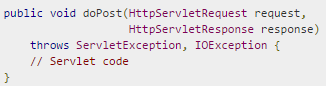 public void doPost(HttpServletRequest request,
                   HttpServletResponse response)
    throws ServletException, IOException {
    // Servlet code
}